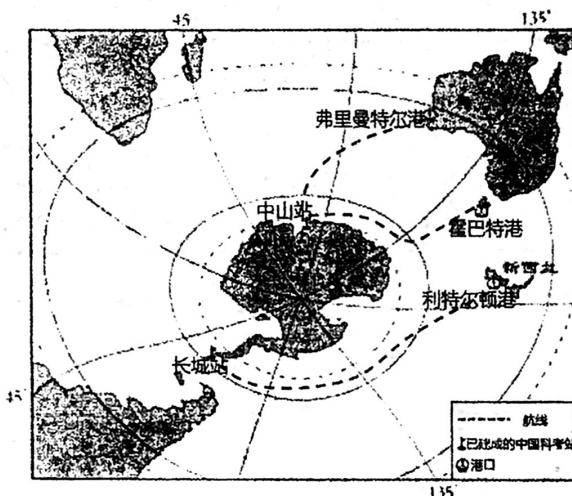 45
135°
弗里曼特尔港
中山站
霍巴特港
新西兰
利特尔顿港
长城站
45°
航线
已建成的中国科考站
港口
135°